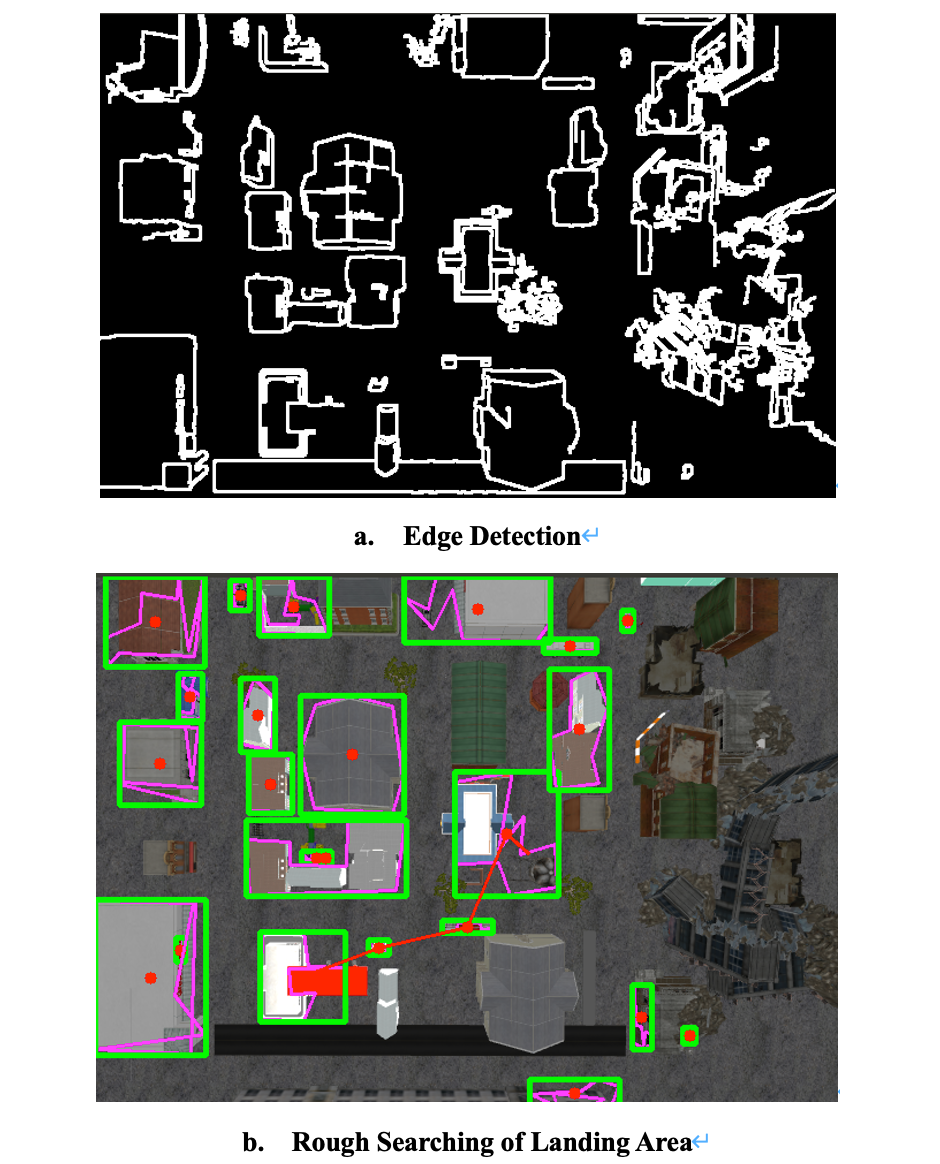 a. Edge Detection↵
b. Rough Searching of Landing Area↵